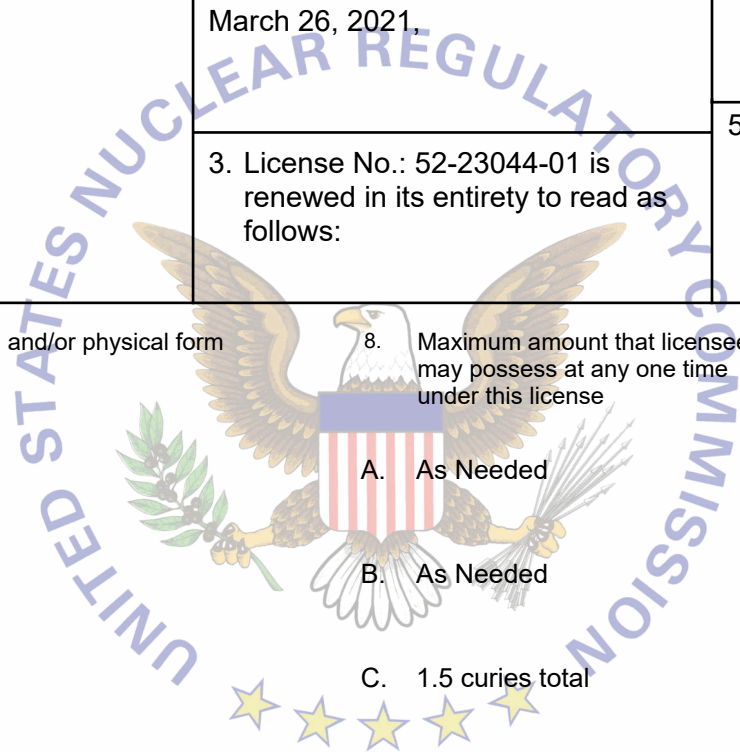 March 26, 2021,
5
3. License No.: 52-23044-01 is
renewed in its entirety to read as
follows:
and/or physical form
8. Maximum amount that licensee
may possess at any one time
under this license
A. As Needed
B. As Needed
C. 1.5 curies total
UNITED STATES NUCLEAR REGULATORY COMMISSION